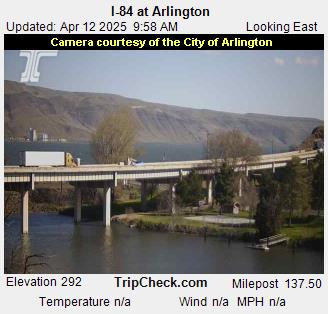 I-84 at Arlington
Updated: Apr 12 2025 9:58 AM Looking East
Camera courtesy of the City of Arlington
Elevation 292 TripCheck.com Milepost 137.50
Temperature n/a Wind n/a MPH n/a